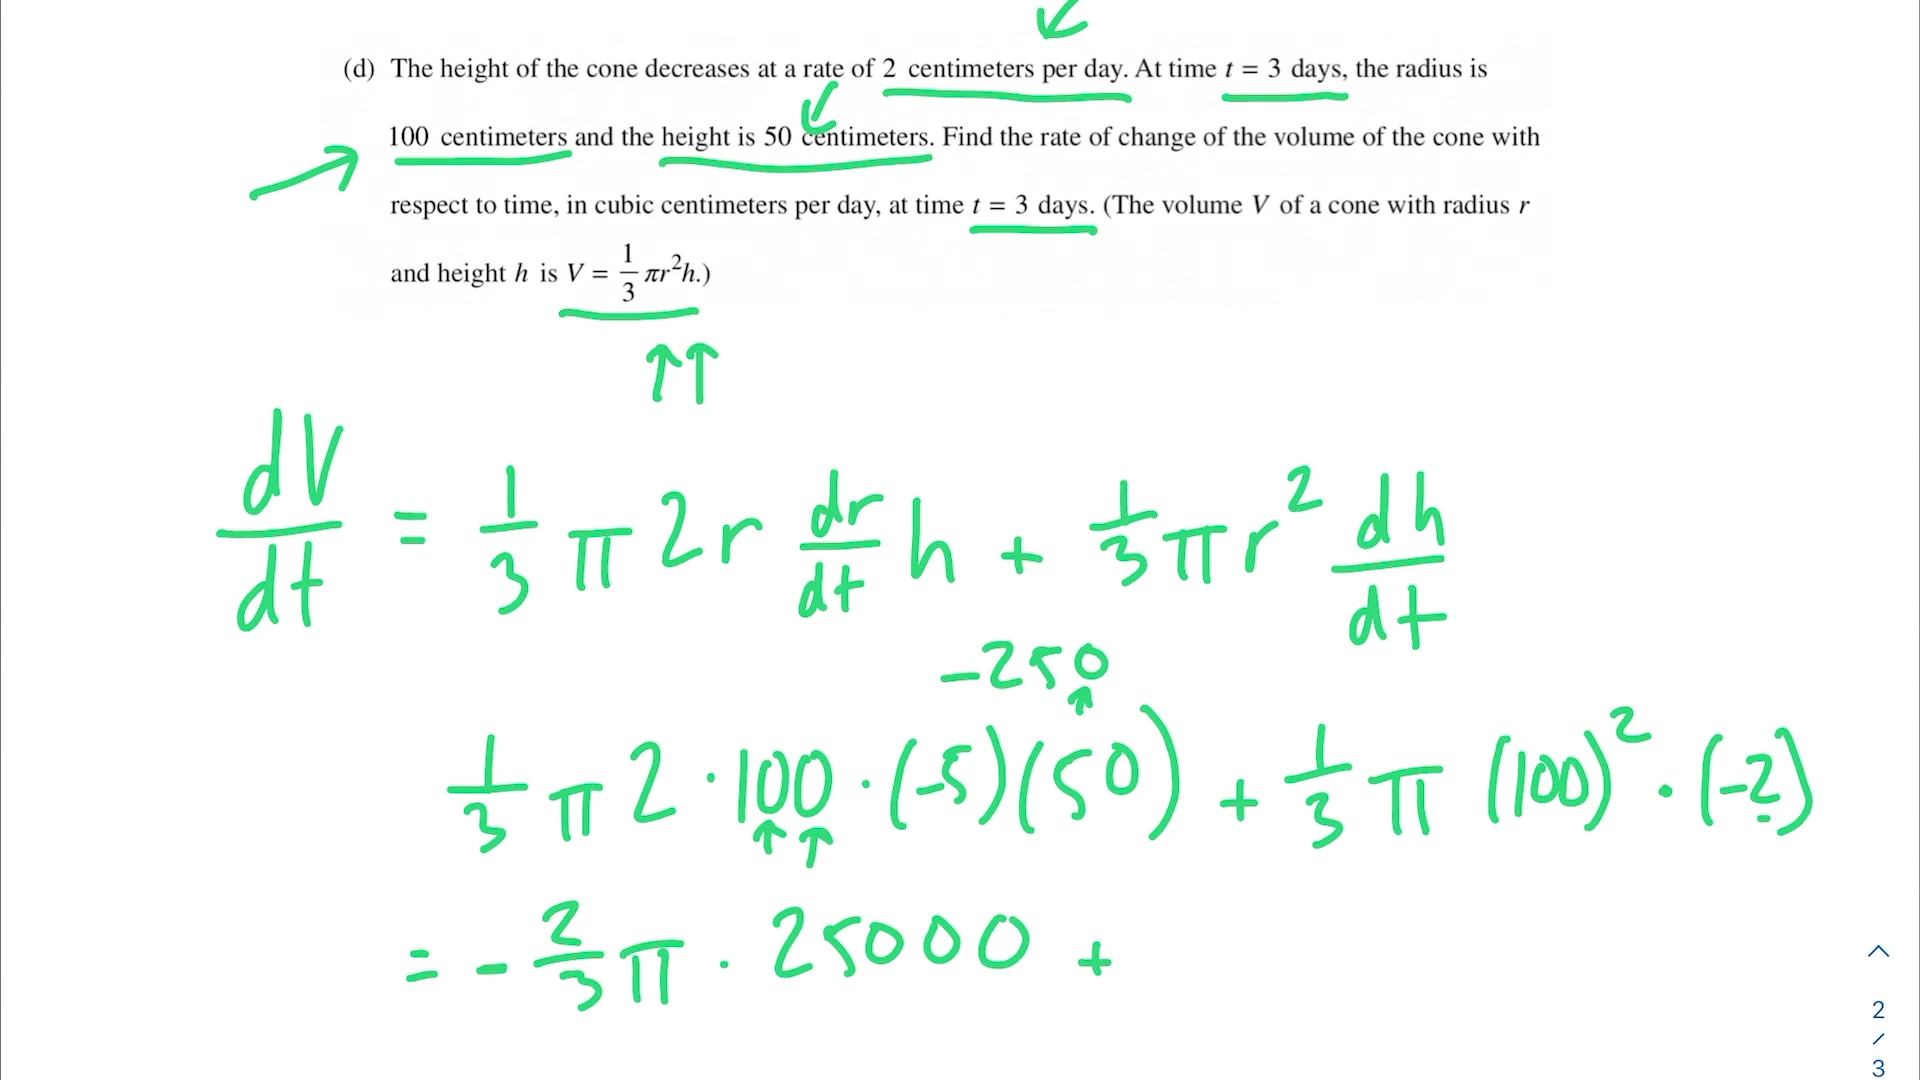 (d) The height of the cone decreases at a rate of 2 centimeters per day. At time t = 3 days, the radius is
100 centimeters and the height is 50 centimeters. Find the rate of change of the volume of the cone with
respect to time, in cubic centimeters per day, at time t = 3 days. (The volume V of a cone with radius r
and height h is V = 1/3 πr²h.)
dV/dt = 1/3 π 2r dr/dt h + 1/3 πr² dh/dt
-250
1/3 π 2 · 100 · (-5)(50) + 1/3 π (100)² · (-2)
= - 2/3 π · 25000 +
2
/
3